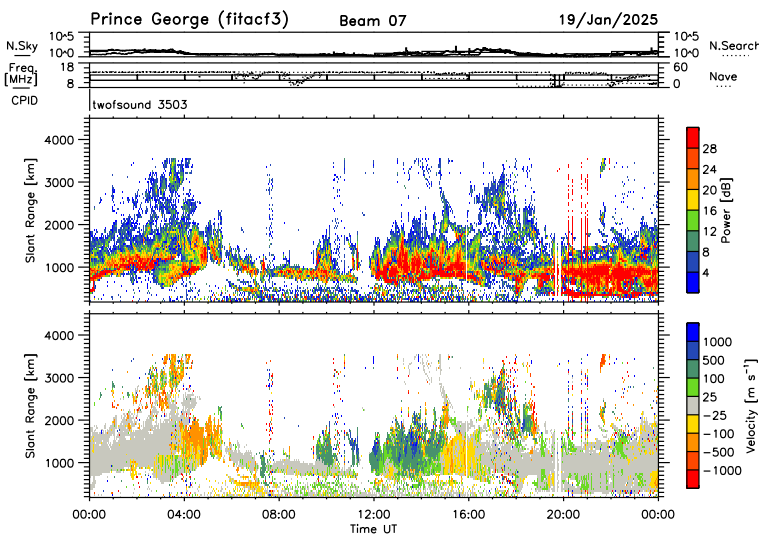 Prince George (fitacf3) Beam 07 19/Jan/2025
N.Sky 10^1 10^0 10^1 10^0 N.Search
Freq. [MHz] 18 8 60 0 Nave
CPID twofsound 3503
Slant Range [km] 4000 3000 2000 1000
Power [dB] 28 24 20 16 12 8 4
Slant Range [km] 4000 3000 2000 1000
Velocity [m s⁻¹] 1000 500 100 25 −25 −100 −500 −1000
00:00 04:00 08:00 12:00 16:00 20:00 00:00
Time UT